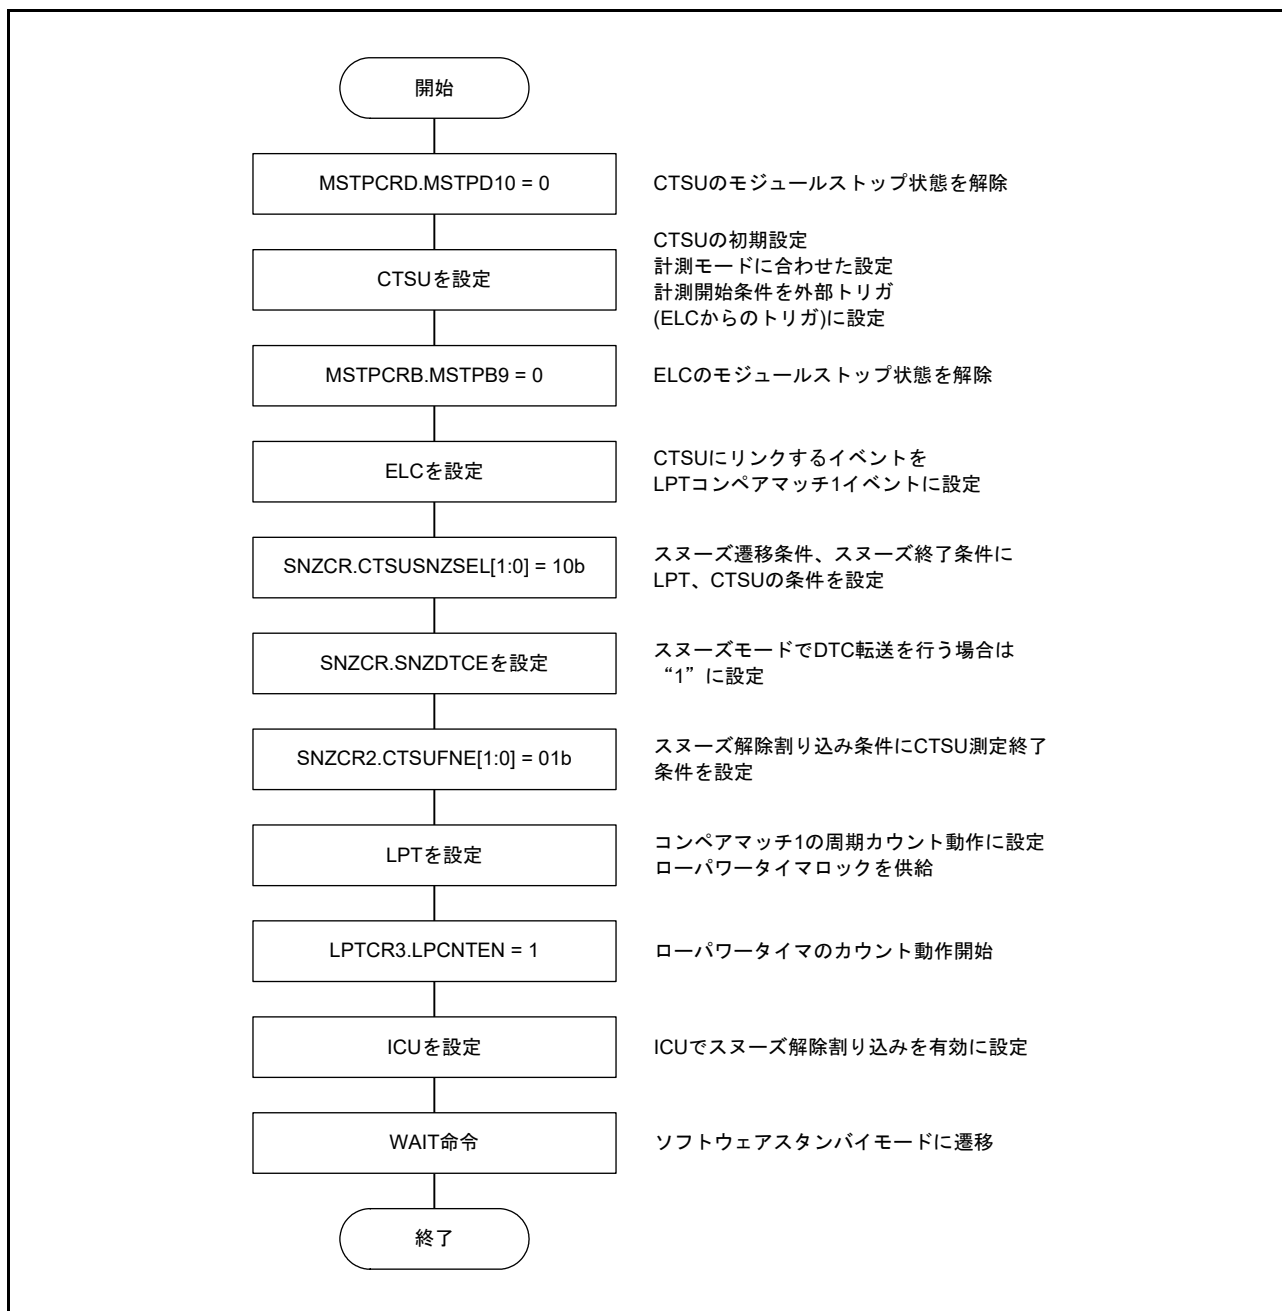 開始
MSTPCRD.MSTPD10 = 0
CTSUのモジュールストップ状態を解除
CTSUを設定
CTSUの初期設定
計測モードに合わせた設定
計測開始条件を外部トリガ
(ELCからのトリガ)に設定
MSTPCRB.MSTPB9 = 0
ELCのモジュールストップ状態を解除
ELCを設定
CTSUにリンクするイベントを
LPTコンペアマッチ1イベントに設定
SNZCR.CTSUSNZSEL[1:0] = 10b
スヌーズ遷移条件、スヌーズ終了条件に
LPT、CTSUの条件を設定
SNZCR.SNZDTCEを設定
スヌーズモードでDTC転送を行う場合は
“1”に設定
SNZCR2.CTSUFNE[1:0] = 01b
スヌーズ解除割り込み条件にCTSU測定終了
条件を設定
LPTを設定
コンペアマッチ1の周期カウント動作に設定
ローパワータイマロックを供給
LPTCR3.LPCNTEN = 1
ローパワータイマのカウント動作開始
ICUを設定
ICUでスヌーズ解除割り込みを有効に設定
WAIT命令
ソフトウェアスタンバイモードに遷移
終了